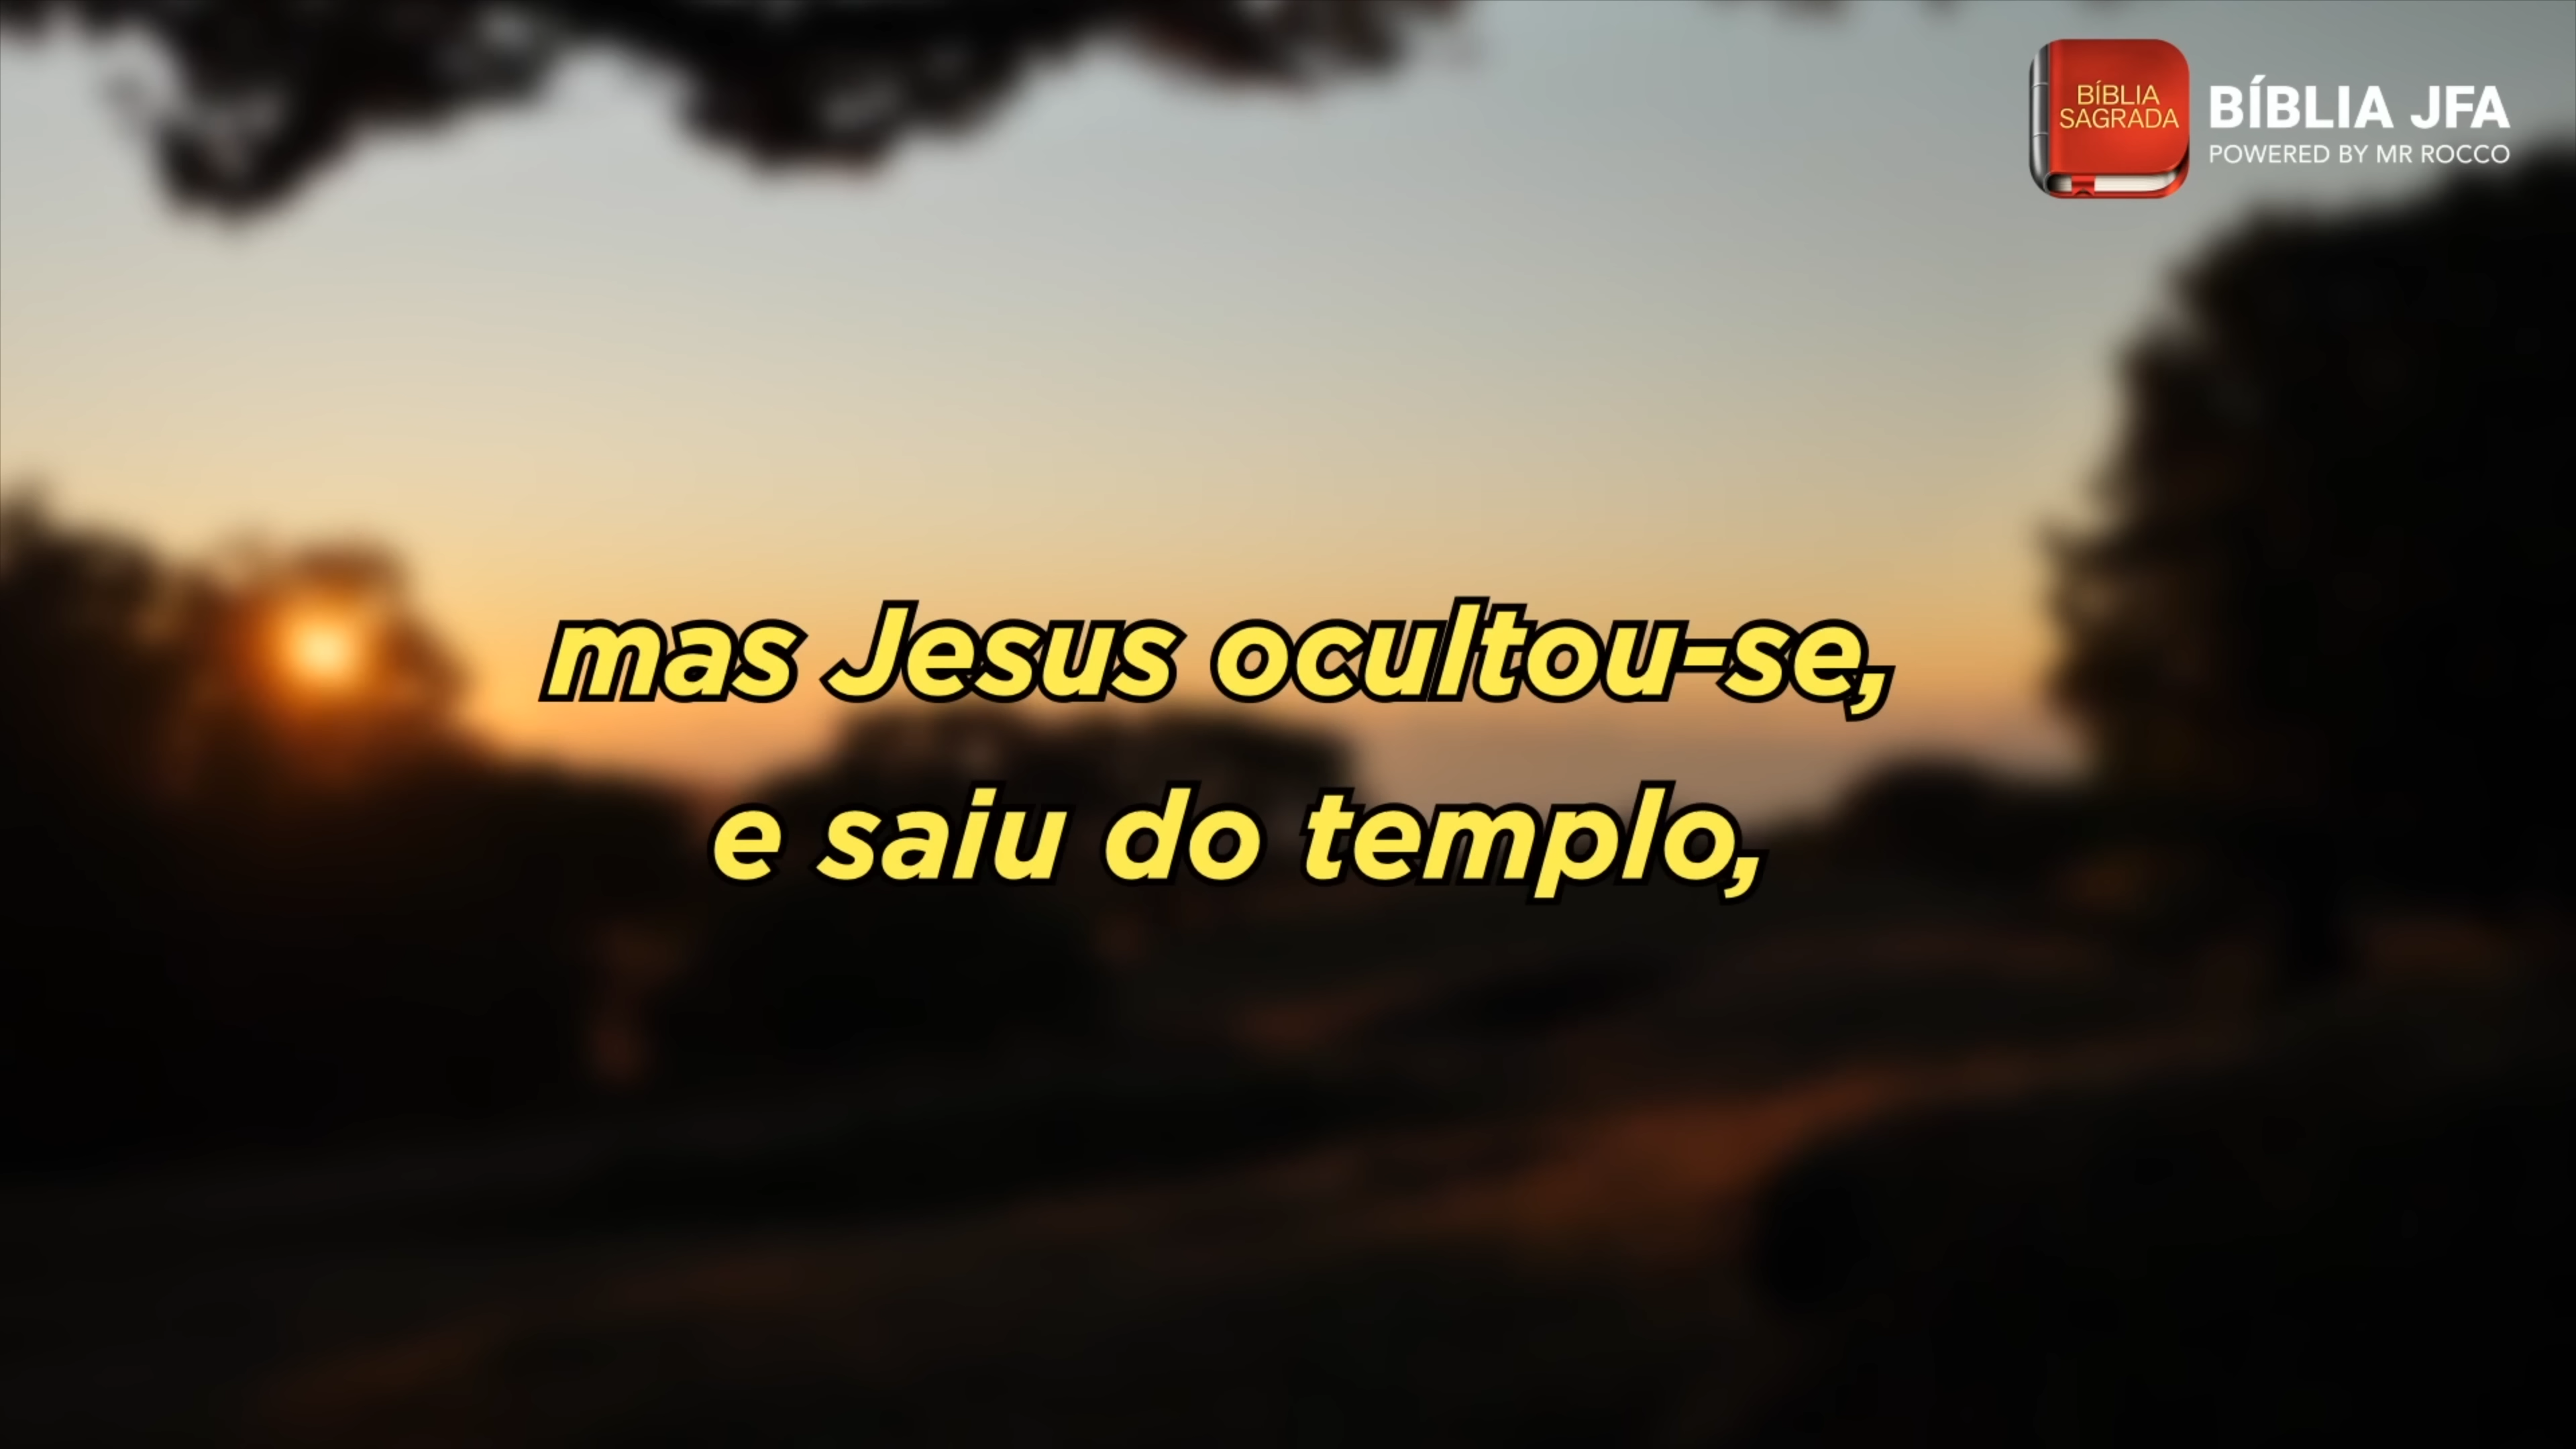 BÍBLIA
SAGRADA
BÍBLIA JFA
POWERED BY MR ROCCO
mas Jesus ocultou-se,
e saiu do templo,